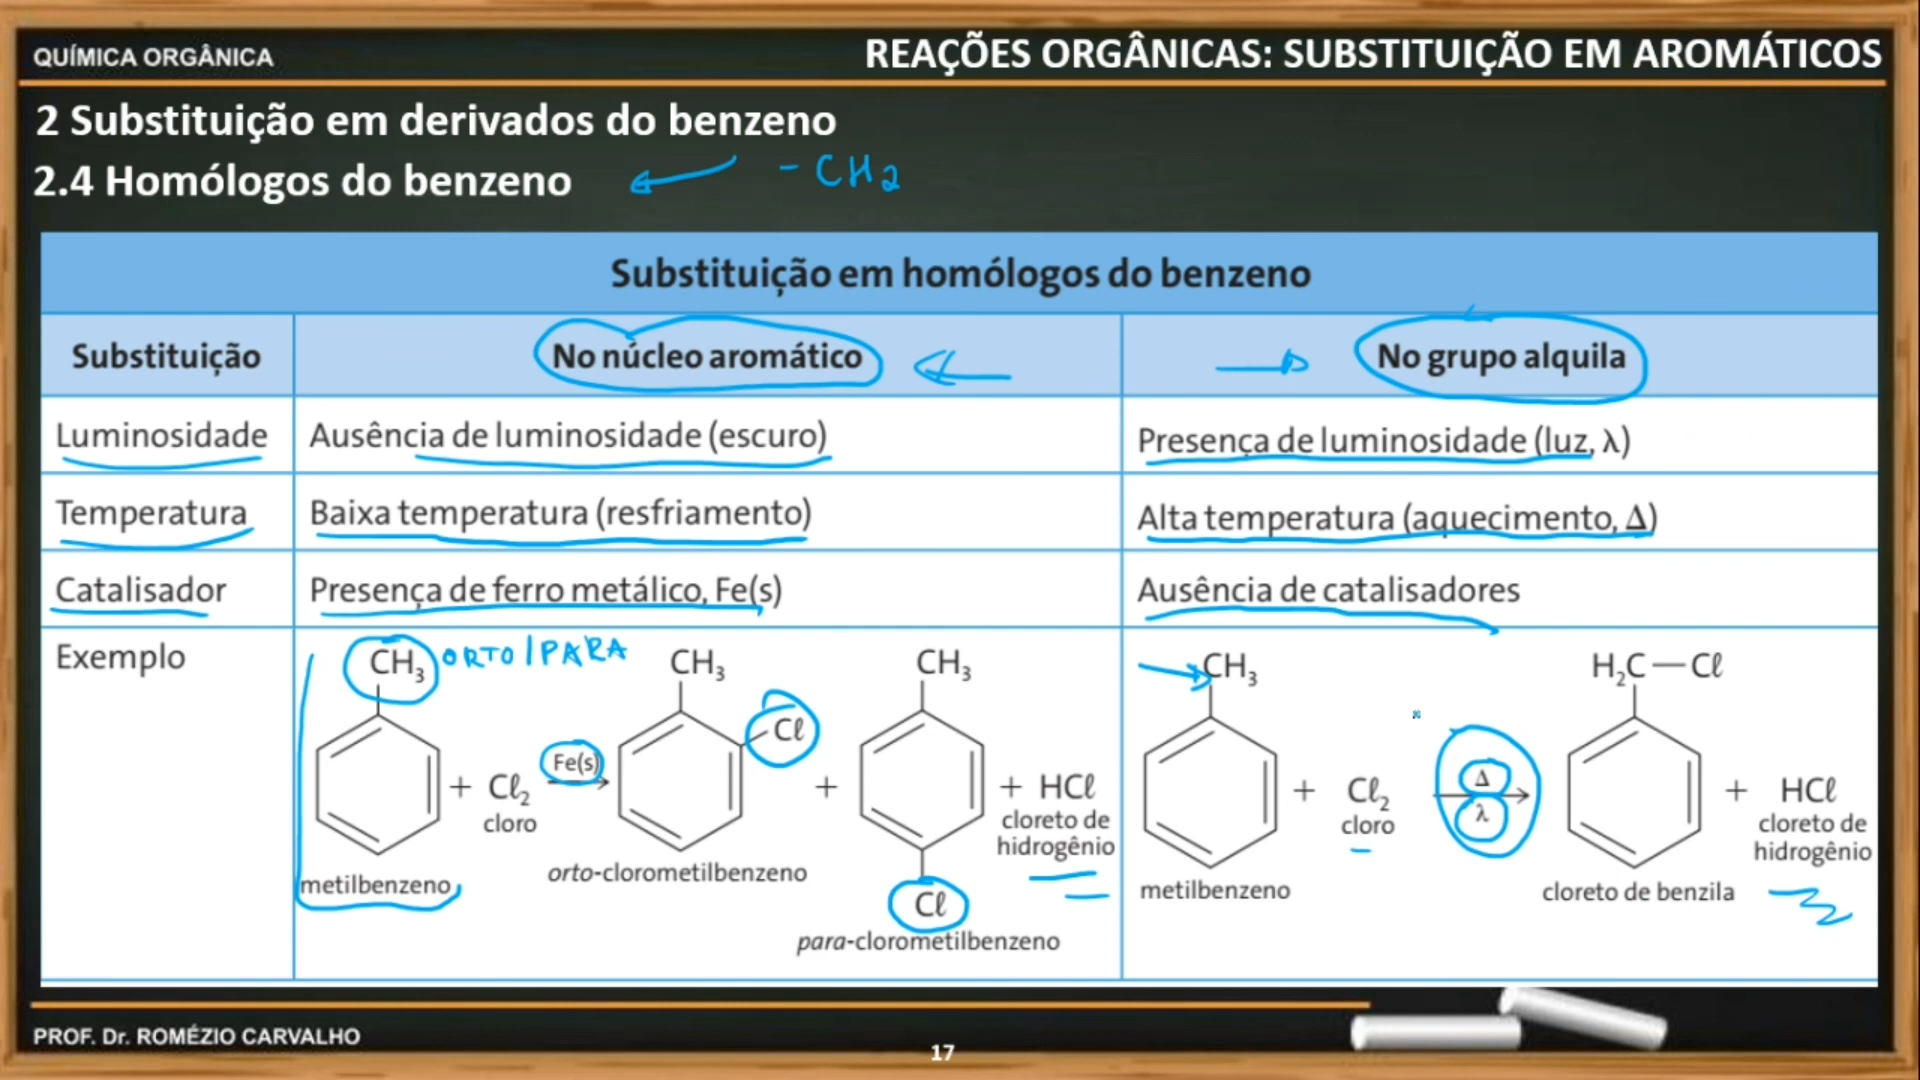 QUÍMICA ORGÂNICA
REAÇÕES ORGÂNICAS: SUBSTITUIÇÃO EM AROMÁTICOS
2 Substituição em derivados do benzeno
2.4 Homólogos do benzeno
- CH₂
Substituição em homólogos do benzeno
Substituição
No núcleo aromático
No grupo alquila
Luminosidade
Ausência de luminosidade (escuro)
Presença de luminosidade (luz, λ)
Temperatura
Baixa temperatura (resfriamento)
Alta temperatura (aquecimento, Δ)
Catalisador
Presença de ferro metálico, Fe(s)
Ausência de catalisadores
Exemplo
CH₃
ORTO/PARA
CH₃
CH₃
Cℓ
Fe(s)
+ Cℓ₂
cloro
+
+ HCℓ
cloreto de
hidrogênio
metilbenzeno
orto-clorometilbenzeno
Cℓ
para-clorometilbenzeno
CH₃
H₂C—Cℓ
+ Cℓ₂
cloro
Δ
λ
+ HCℓ
cloreto de
hidrogênio
metilbenzeno
cloreto de benzila
PROF. Dr. ROMÉZIO CARVALHO
17